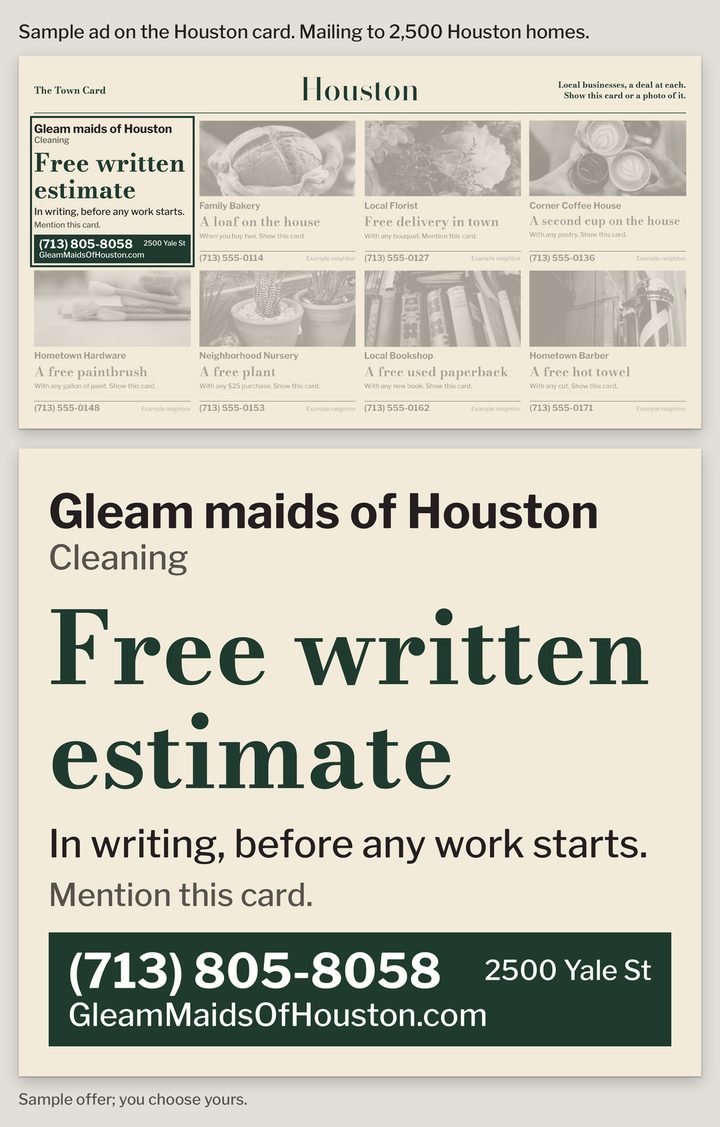 Sample ad on the Houston card. Mailing to 2,500 Houston homes.
The Town Card
Houston
Local businesses, a deal at each.
Show this card or a photo of it.
Gleam maids of Houston
Cleaning
Free written
estimate
In writing, before any work starts.
Mention this card.
(713) 805-8058
2500 Yale St
GleamMaidsOfHouston.com
Family Bakery
A loaf on the house
When you buy two. Show this card.
(713) 555-0114
Local Florist
Free delivery in town
With any bouquet. Mention this card.
(713) 555-0127
Corner Coffee House
A second cup on the house
With any pastry. Show this card.
(713) 555-0136
Example neighbor
Example neighbor
Hometown Hardware
A free paintbrush
With any gallon of paint. Show this card.
(713) 555-0148
Example neighbor
Neighborhood Nursery
A free plant
With any $25 purchase. Show this card.
(713) 555-0153
Example neighbor
Local Bookshop
A free used paperback
With any new book. Show this card.
(713) 555-0162
Example neighbor
Hometown Barber
A free hot towel
With any cut. Show this card.
(713) 555-0171
Example neighbor
Example neighbor
Gleam maids of Houston
Cleaning
Free written
estimate
In writing, before any work starts.
Mention this card.
(713) 805-8058
2500 Yale St
GleamMaidsOfHouston.com
Sample offer; you choose yours.